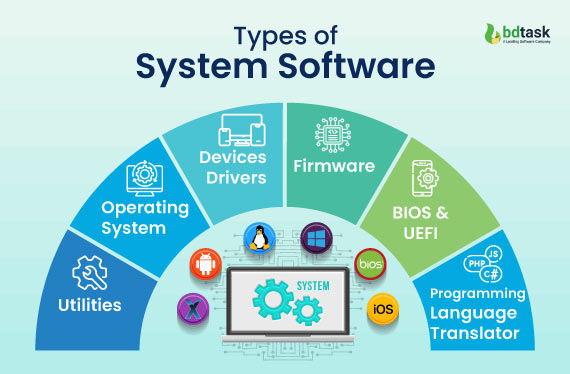 Types of
System Software
bdtask
A Leading Software Company
Utilities
Operating
System
Devices
Drivers
Firmware
BIOS &
UEFI
JS
PHP
C#
Programming
Language
Translator
SYSTEM
X
bios
iOS